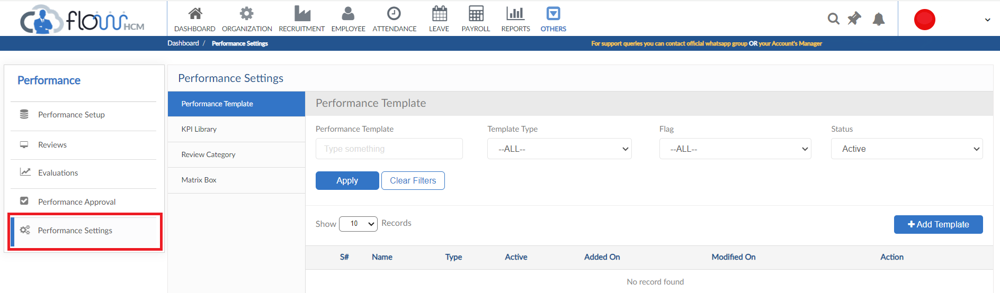 flowHCM
DASHBOARD ORGANIZATION RECRUITMENT EMPLOYEE ATTENDANCE LEAVE PAYROLL REPORTS OTHERS
Dashboard / Performance Settings For support queries you can contact official whatsapp group OR your Account's Manager
Performance
Performance Setup
Reviews
Evaluations
Performance Approval
Performance Settings
Performance Settings
Performance Template
KPI Library
Review Category
Matrix Box
Performance Template
Performance Template Template Type Flag Status
Type something --ALL-- --ALL-- Active
Apply Clear Filters
Show 10 Records + Add Template
S# Name Type Active Added On Modified On Action
No record found